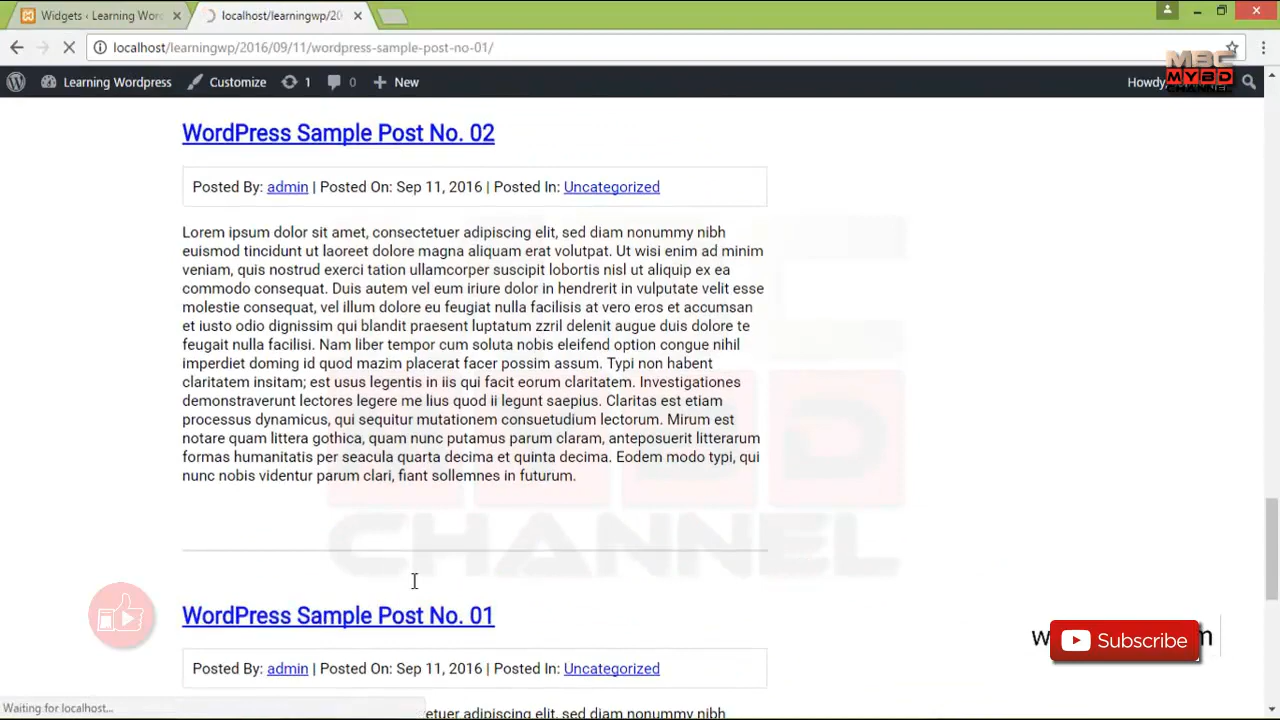 Widgets ‹ Learning Word
localhost/learningwp/20
localhost/learningwp/2016/09/11/wordpress-sample-post-no-01/
MBC
MYBD
CHANNEL
Learning Wordpress
Customize
1
0
New
Howdy,
WordPress Sample Post No. 02
Posted By: admin | Posted On: Sep 11, 2016 | Posted In: Uncategorized
Lorem ipsum dolor sit amet, consectetuer adipiscing elit, sed diam nonummy nibh
euismod tincidunt ut laoreet dolore magna aliquam erat volutpat. Ut wisi enim ad minim
veniam, quis nostrud exerci tation ullamcorper suscipit lobortis nisl ut aliquip ex ea
commodo consequat. Duis autem vel eum iriure dolor in hendrerit in vulputate velit esse
molestie consequat, vel illum dolore eu feugiat nulla facilisis at vero eros et accumsan
et iusto odio dignissim qui blandit praesent luptatum zzril delenit augue duis dolore te
feugait nulla facilisi. Nam liber tempor cum soluta nobis eleifend option congue nihil
imperdiet doming id quod mazim placerat facer possim assum. Typi non habent
claritatem insitam; est usus legentis in iis qui facit eorum claritatem. Investigationes
demonstraverunt lectores legere me lius quod ii legunt saepius. Claritas est etiam
processus dynamicus, qui sequitur mutationem consuetudium lectorum. Mirum est
notare quam littera gothica, quam nunc putamus parum claram, anteposuerit litterarum
formas humanitatis per seacula quarta decima et quinta decima. Eodem modo typi, qui
nunc nobis videntur parum clari, fiant sollemnes in futurum.
CHANNEL
WordPress Sample Post No. 01
Subscribe
Posted By: admin | Posted On: Sep 11, 2016 | Posted In: Uncategorized
Waiting for localhost...
etuer adipiscing elit, sed diam nonummy nibh